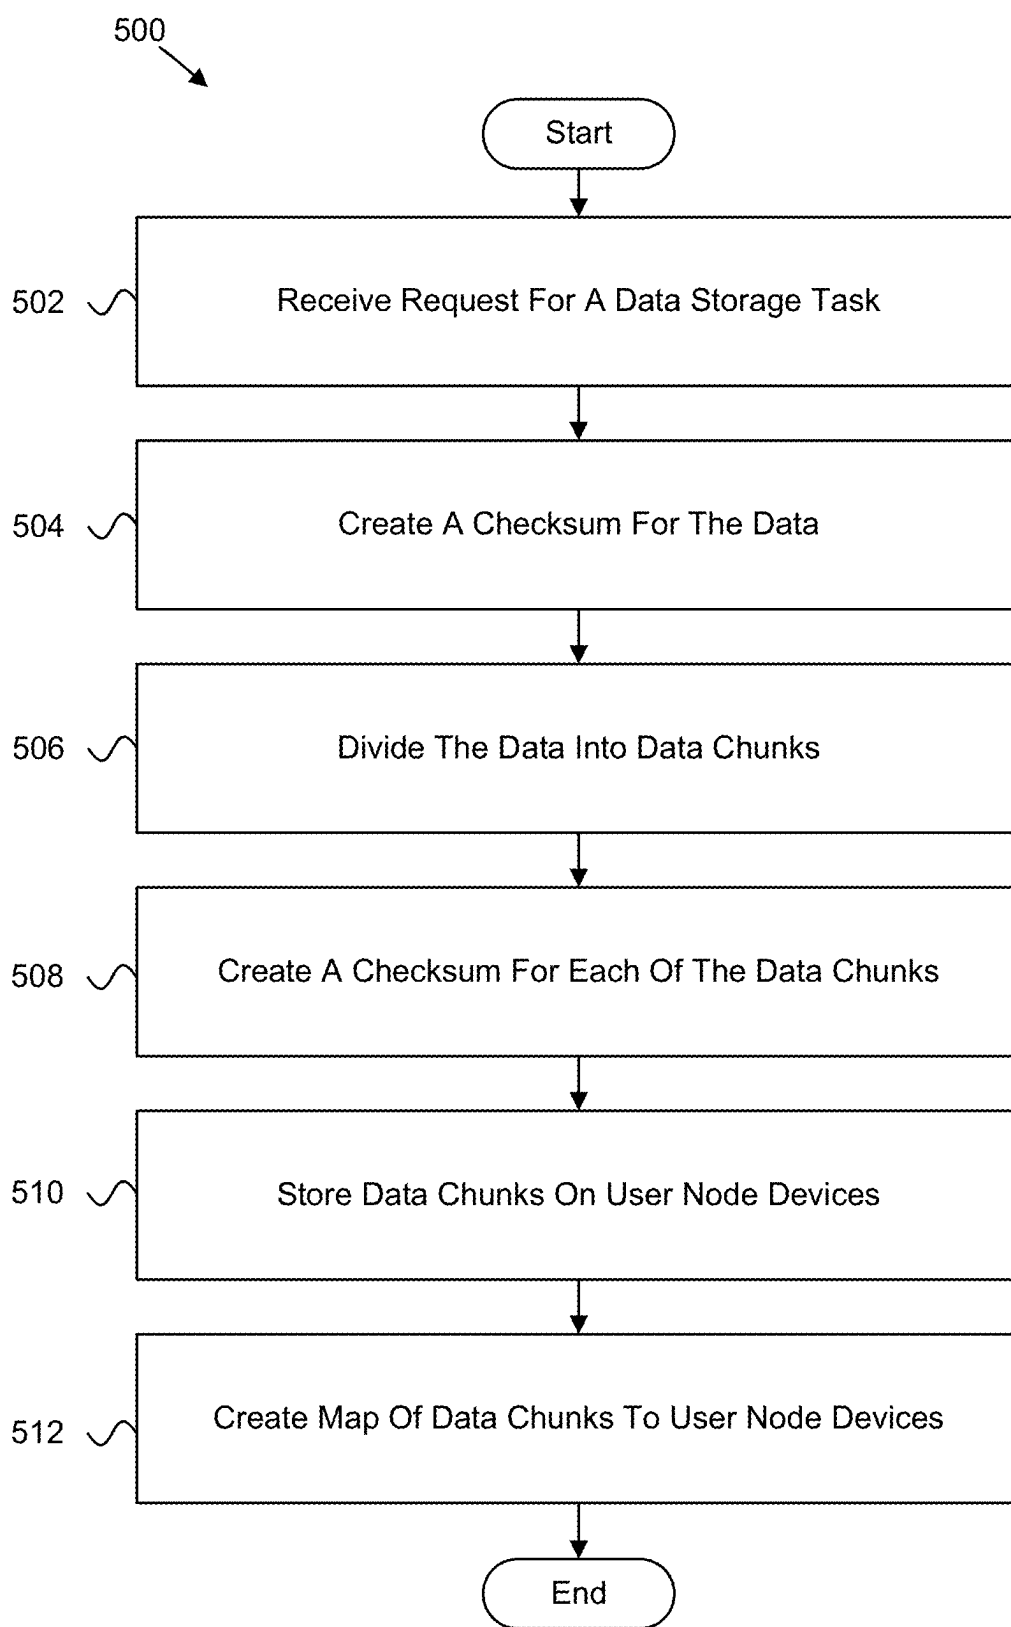 500
Start
502
Receive Request For A Data Storage Task
504
Create A Checksum For The Data
506
Divide The Data Into Data Chunks
508
Create A Checksum For Each Of The Data Chunks
510
Store Data Chunks On User Node Devices
512
Create Map Of Data Chunks To User Node Devices
End